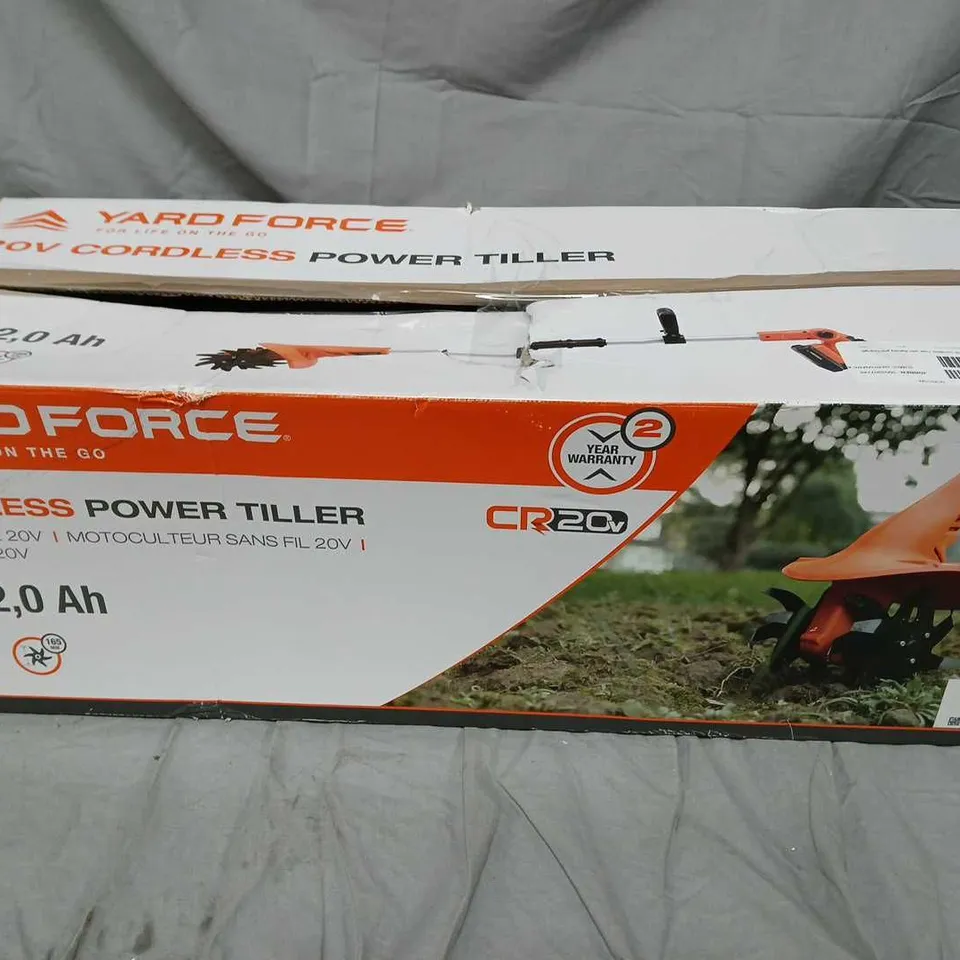 YARD FORCE
FOR LIFE ON THE GO
20V CORDLESS POWER TILLER
2,0 Ah
D FORCE
ON THE GO
2
YEAR
WARRANTY
ESS POWER TILLER
CR20V
20V | MOTOCULTEUR SANS FIL 20V |
20V
2,0 Ah
165